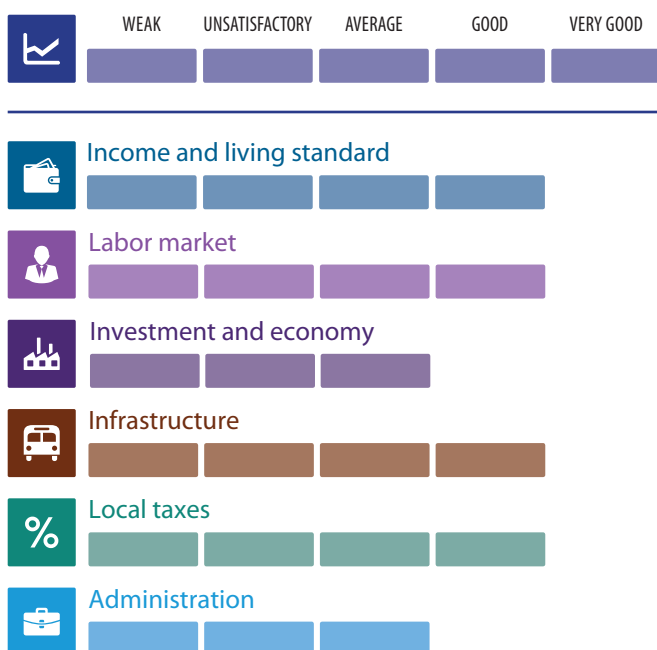 WEAK UNSATISFACTORY AVERAGE GOOD VERY GOOD
Income and living standard
Labor market
Investment and economy
Infrastructure
%
Local taxes
Administration